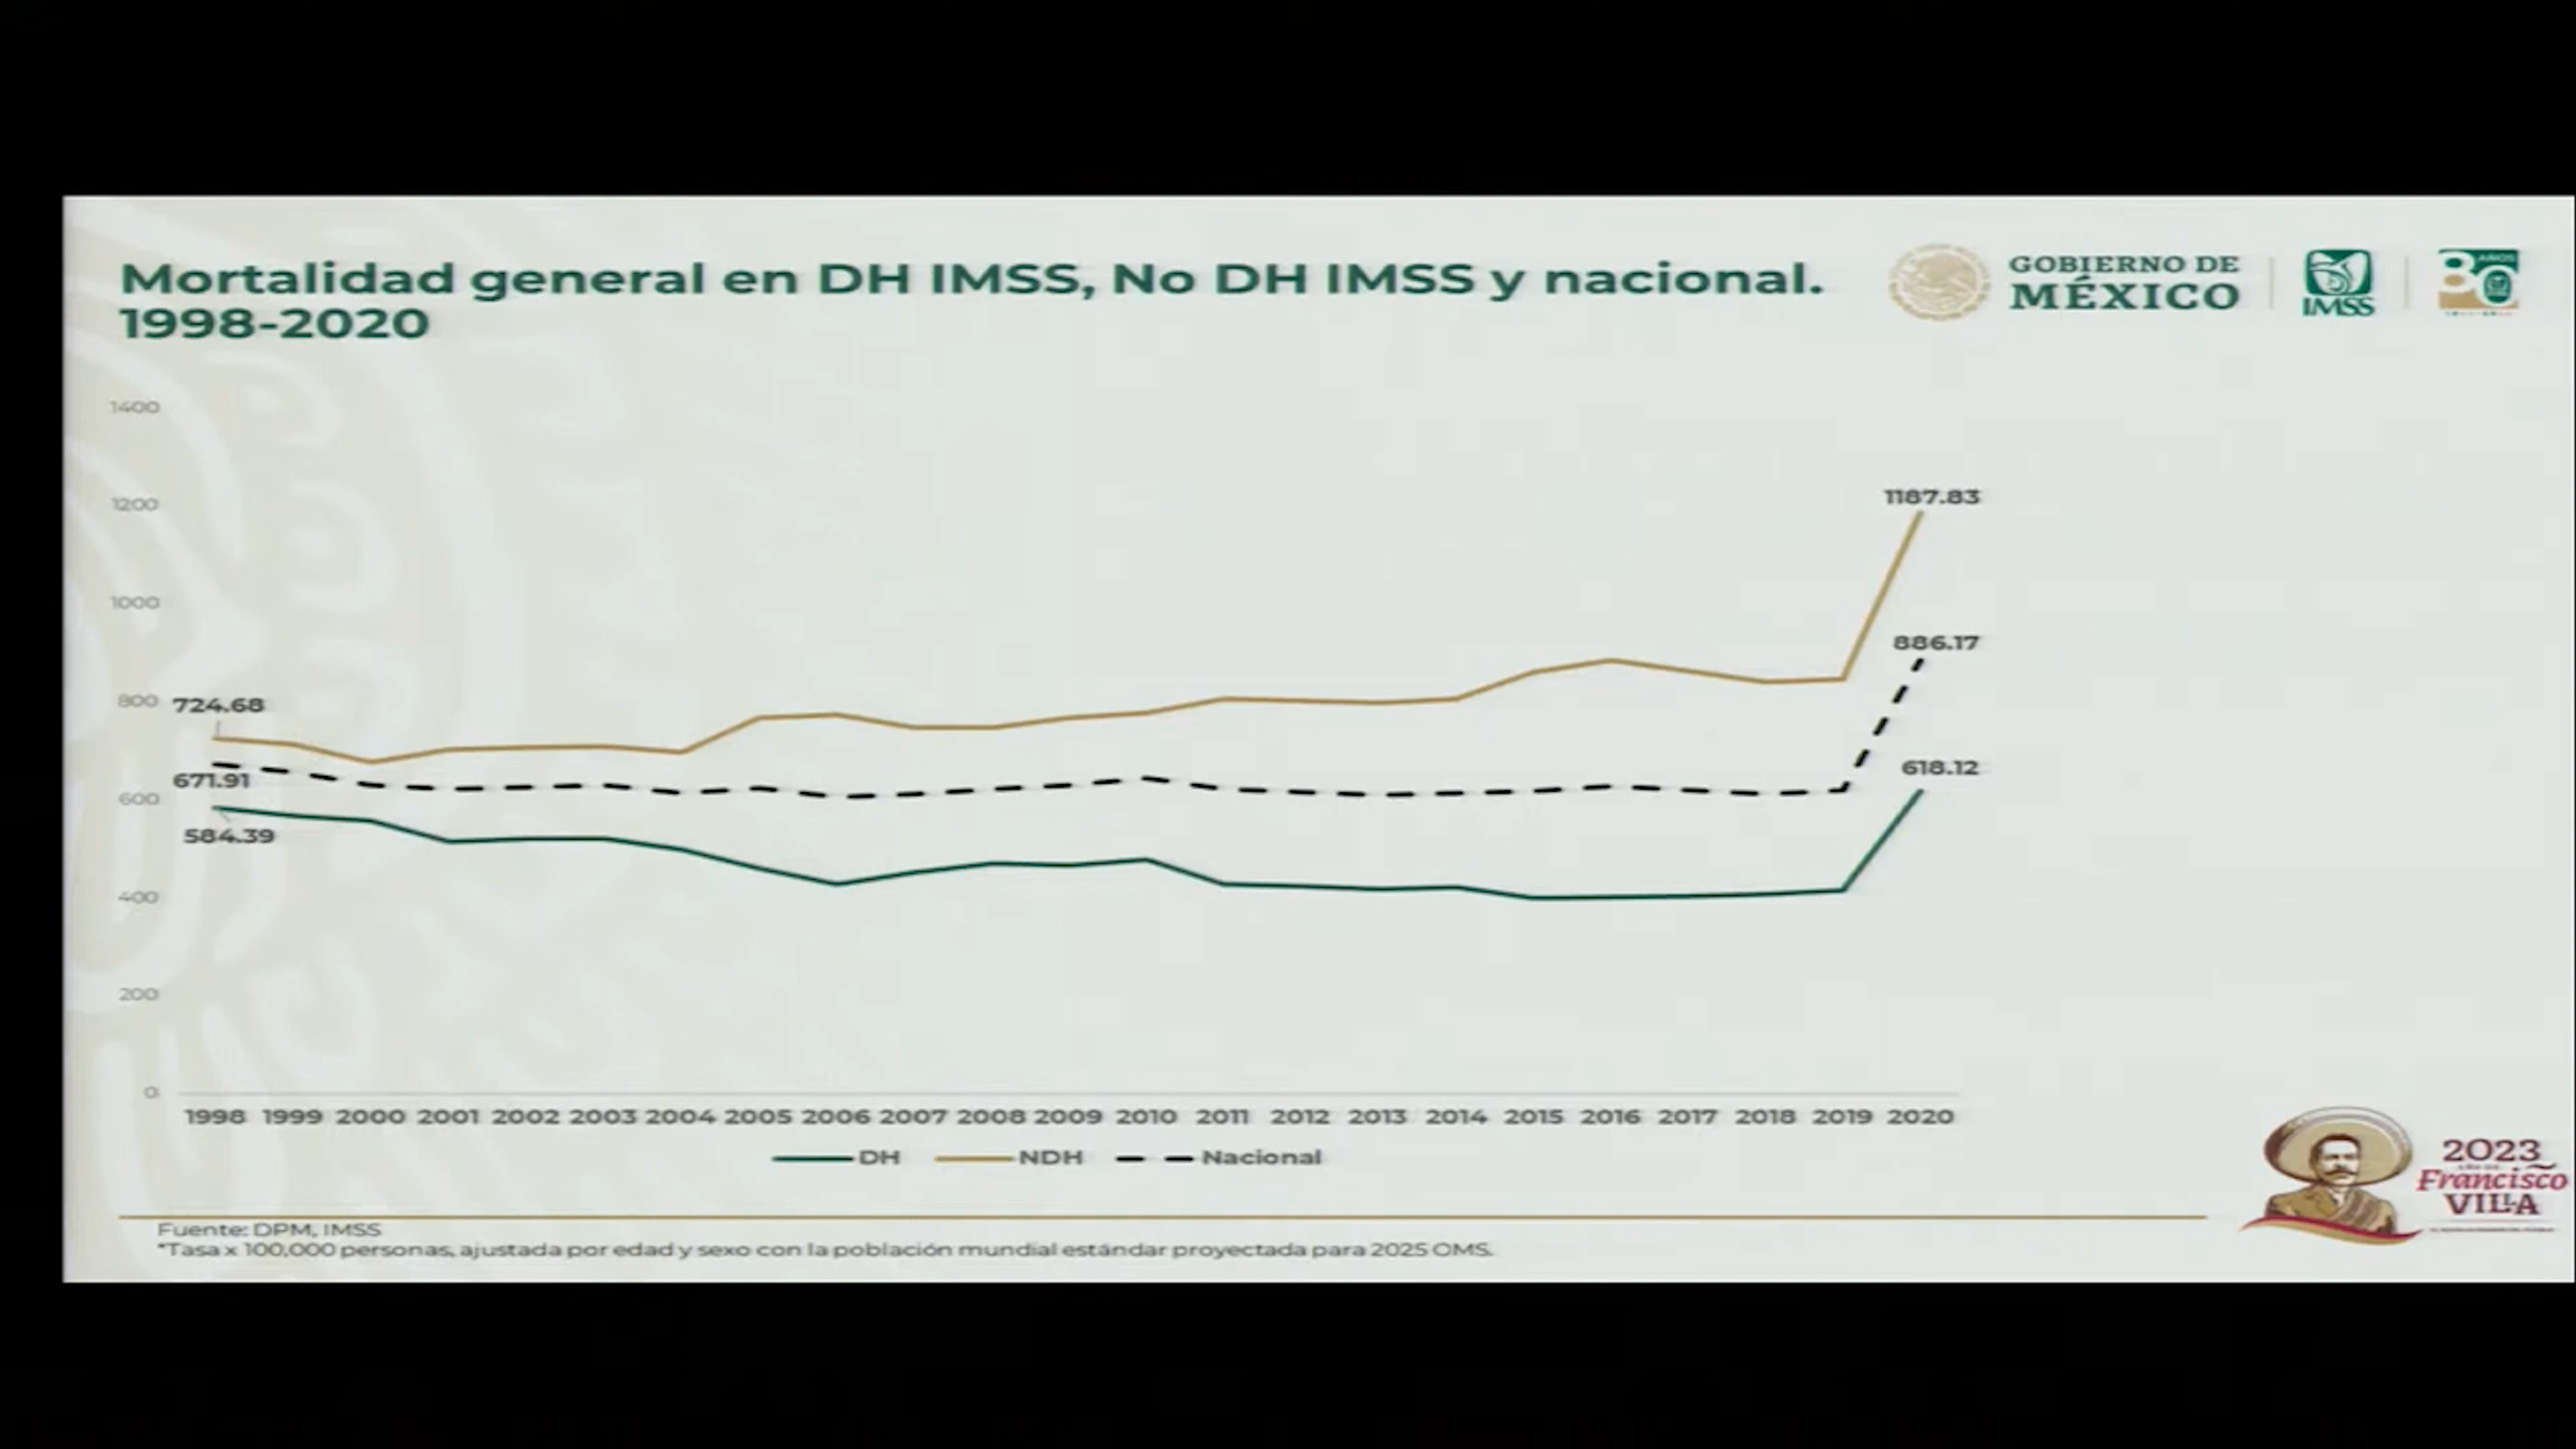 Mortalidad general en DH IMSS, No DH IMSS y nacional.
1998-2020
GOBIERNO DE
MÉXICO
IMSS
AÑOS
1400
1200
1000
800
600
400
200
0
724.68
671.91
584.39
1187.83
886.17
618.12
1998 1999 2000 2001 2002 2003 2004 2005 2006 2007 2008 2009 2010 2011 2012 2013 2014 2015 2016 2017 2018 2019 2020
DH NDH Nacional
Fuente: DPM, IMSS
*Tasa x 100,000 personas, ajustada por edad y sexo con la población mundial estándar proyectada para 2025 OMS.
2023
Francisco
VILLA